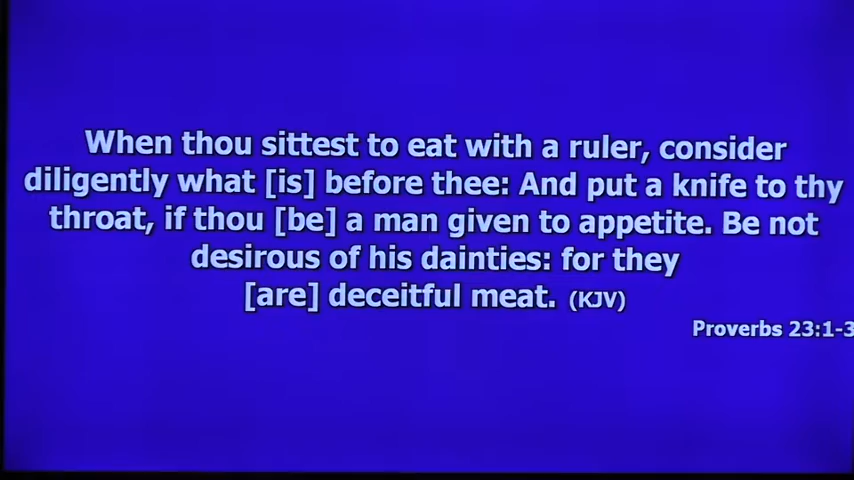 When thou sittest to eat with a ruler, consider
diligently what [is] before thee: And put a knife to thy
throat, if thou [be] a man given to appetite. Be not
desirous of his dainties: for they
[are] deceitful meat. (KJV)
Proverbs 23:1-3